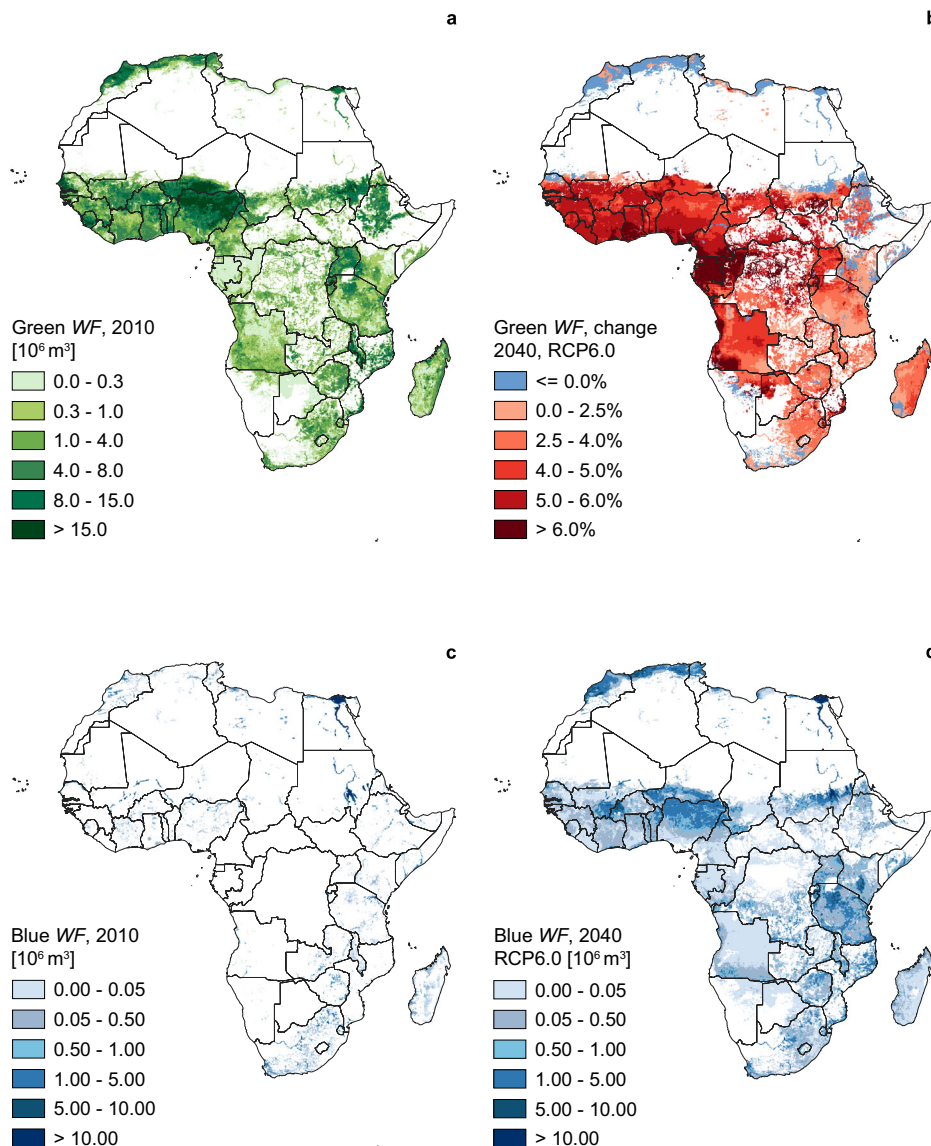 a
Green WF, 2010
[10⁶ m³]
0.0 - 0.3
0.3 - 1.0
1.0 - 4.0
4.0 - 8.0
8.0 - 15.0
> 15.0
b
Green WF, change
2040, RCP6.0
<= 0.0%
0.0 - 2.5%
2.5 - 4.0%
4.0 - 5.0%
5.0 - 6.0%
> 6.0%
c
Blue WF, 2010
[10⁶ m³]
0.00 - 0.05
0.05 - 0.50
0.50 - 1.00
1.00 - 5.00
5.00 - 10.00
> 10.00
d
Blue WF, 2040
RCP6.0 [10⁶ m³]
0.00 - 0.05
0.05 - 0.50
0.50 - 1.00
1.00 - 5.00
5.00 - 10.00
> 10.00